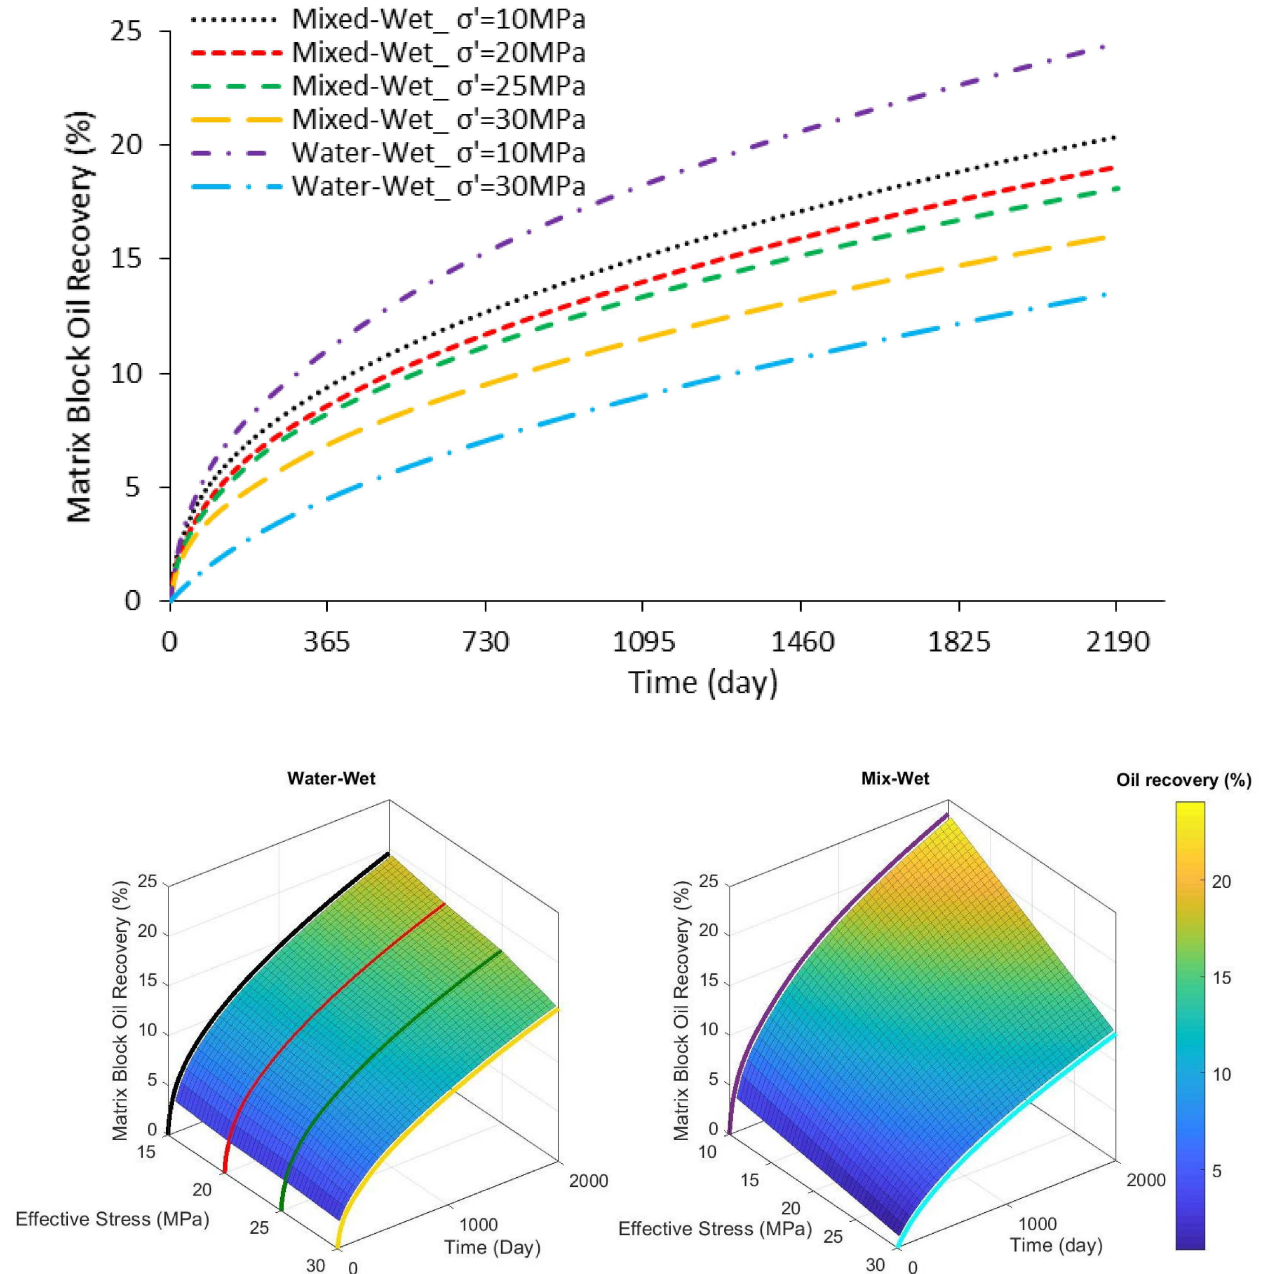 Mixed-Wet_ σ'=10MPa
Mixed-Wet_ σ'=20MPa
Mixed-Wet_ σ'=25MPa
Mixed-Wet_ σ'=30MPa
Water-Wet_ σ'=10MPa
Water-Wet_ σ'=30MPa
Matrix Block Oil Recovery (%)
25
20
15
10
5
0
0 365 730 1095 1460 1825 2190
Time (day)
Water-Wet
Matrix Block Oil Recovery (%)
25
20
15
10
5
0
15
20
25
30
Effective Stress (MPa)
0
1000
2000
Time (Day)
Mix-Wet
Matrix Block Oil Recovery (%)
25
20
15
10
5
0
10
15
20
25
30
Effective Stress (MPa)
0
1000
2000
Time (day)
Oil recovery (%)
20
15
10
5